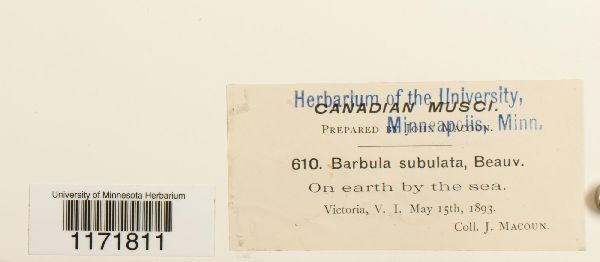 Herbarium of the University,
CANADIAN MUSCI.
Minneapolis, Minn.
PREPARED BY JOHN MACOUN.
610. Barbula subulata, Beauv.
On earth by the sea.
Victoria, V. I. May 15th, 1893.
Coll. J. MACOUN.
University of Minnesota Herbarium
1171811